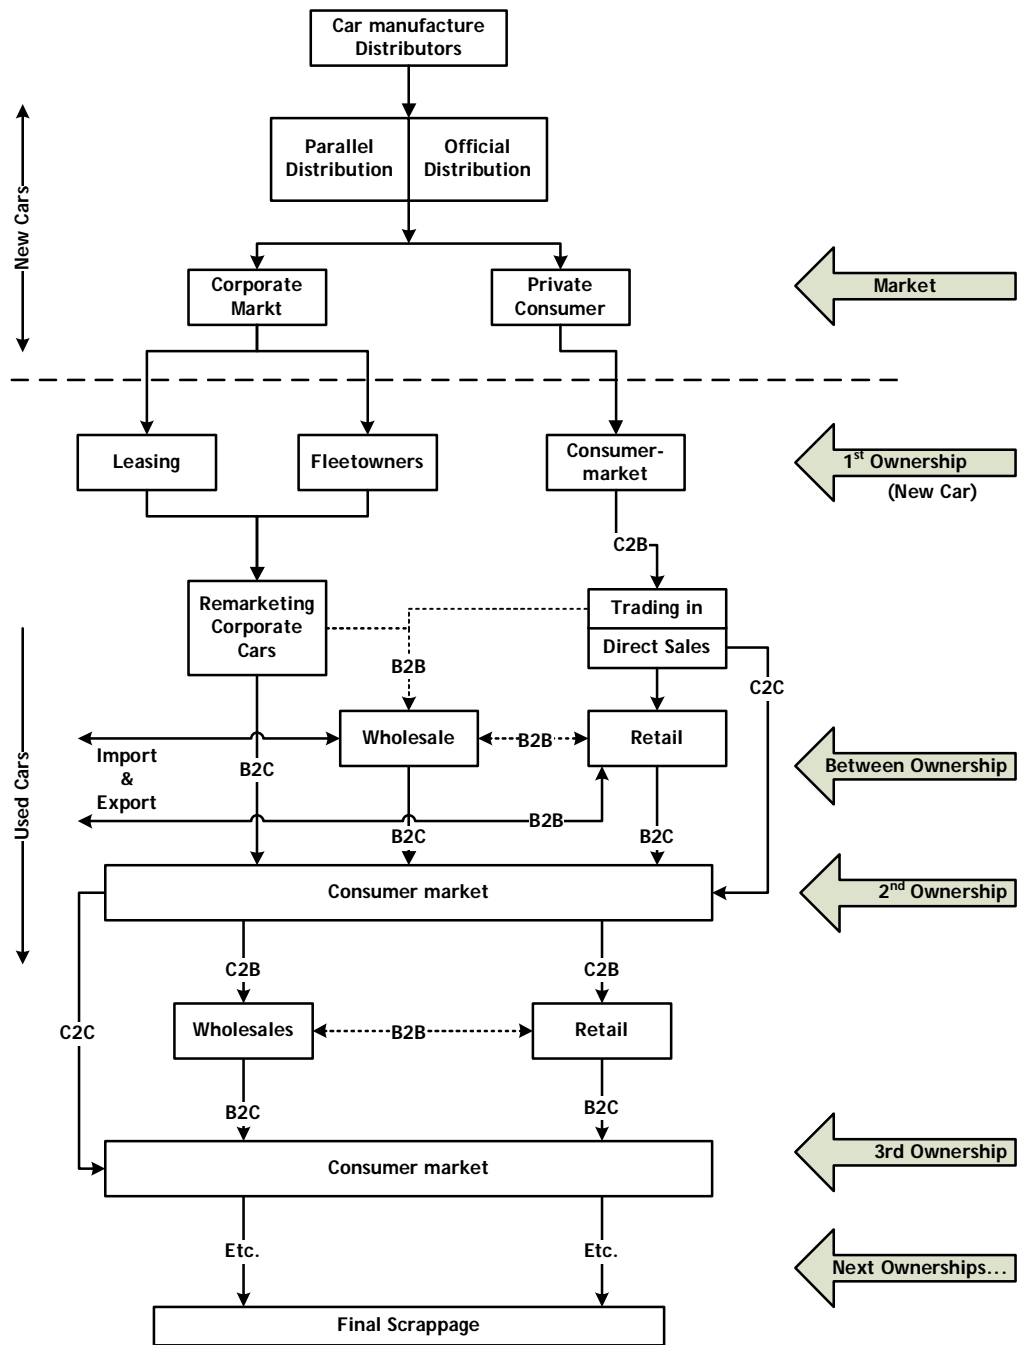 Car manufacture
Distributors
Parallel
Distribution
Official
Distribution
New Cars
Corporate
Markt
Private
Consumer
Market
Leasing
Fleetowners
Consumer-
market
1st Ownership
(New Car)
C2B
Remarketing
Corporate
Cars
Trading in
Direct Sales
B2B
C2C
Wholesale
B2B
Retail
Import
&
Export
B2C
Between Ownership
Used Cars
B2B
B2C
B2C
Consumer market
2nd Ownership
C2B
C2B
C2C
Wholesales
B2B
Retail
B2C
B2C
Consumer market
3rd Ownership
Etc.
Etc.
Next Ownerships...
Final Scrappage